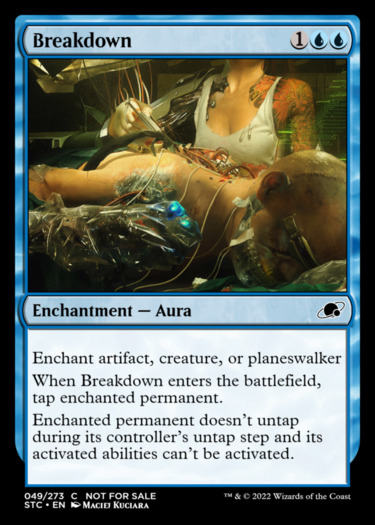 Breakdown 1
Enchantment — Aura
Enchant artifact, creature, or planeswalker
When Breakdown enters the battlefield,
tap enchanted permanent.
Enchanted permanent doesn't untap
during its controller's untap step and its
activated abilities can't be activated.
049/273 C NOT FOR SALE
STC • EN Maciej Kuciara
™ & © 2022 Wizards of the Coast